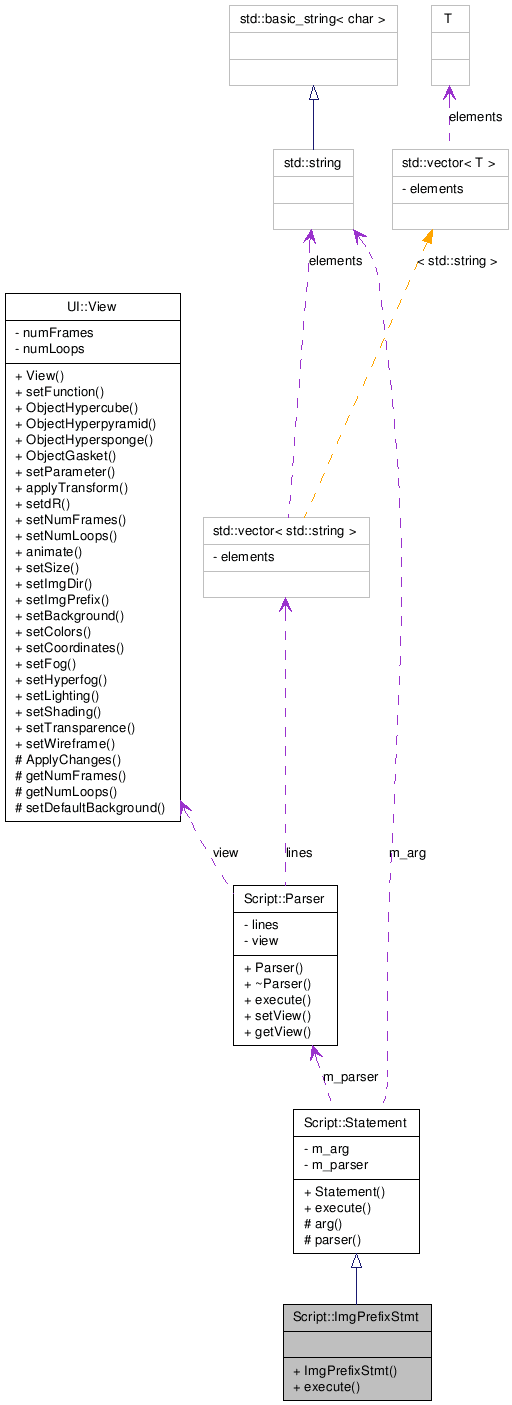 std::basic_string< char >
T
elements
std::string
std::vector< T >
- elements
elements
< std::string >
UI::View
- numFrames
- numLoops
+ View()
+ setFunction()
+ ObjectHypercube()
+ ObjectHyperpyramid()
+ ObjectHypersponge()
+ ObjectGasket()
+ setParameter()
+ applyTransform()
+ setdR()
+ setNumFrames()
+ setNumLoops()
+ animate()
+ setSize()
+ setImgDir()
+ setImgPrefix()
+ setBackground()
+ setColors()
+ setCoordinates()
+ setFog()
+ setHyperfog()
+ setLighting()
+ setShading()
+ setTransparence()
+ setWireframe()
# ApplyChanges()
# getNumFrames()
# getNumLoops()
# setDefaultBackground()
std::vector< std::string >
- elements
view
lines
m_arg
Script::Parser
- lines
- view
+ Parser()
+ ~Parser()
+ execute()
+ setView()
+ getView()
m_parser
Script::Statement
- m_arg
- m_parser
+ Statement()
+ execute()
# arg()
# parser()
Script::ImgPrefixStmt
+ ImgPrefixStmt()
+ execute()